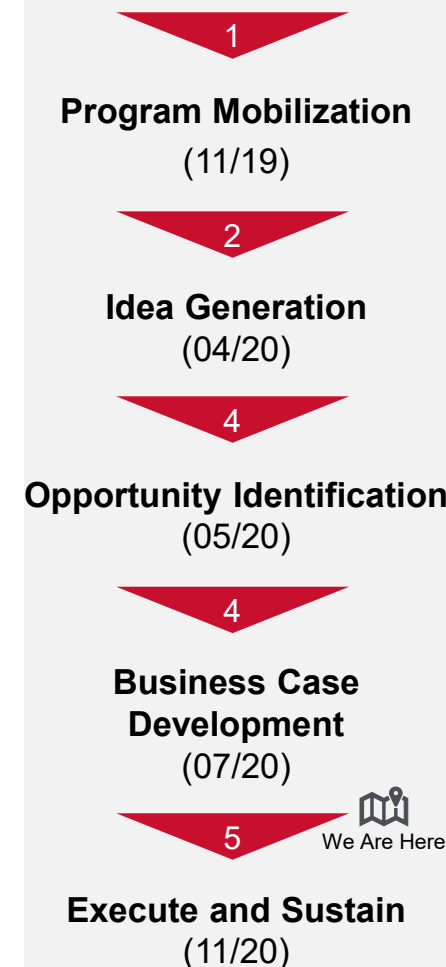 1
Program Mobilization
(11/19)
2
Idea Generation
(04/20)
4
Opportunity Identification
(05/20)
4
Business Case
Development
(07/20)
5
We Are Here
Execute and Sustain
(11/20)